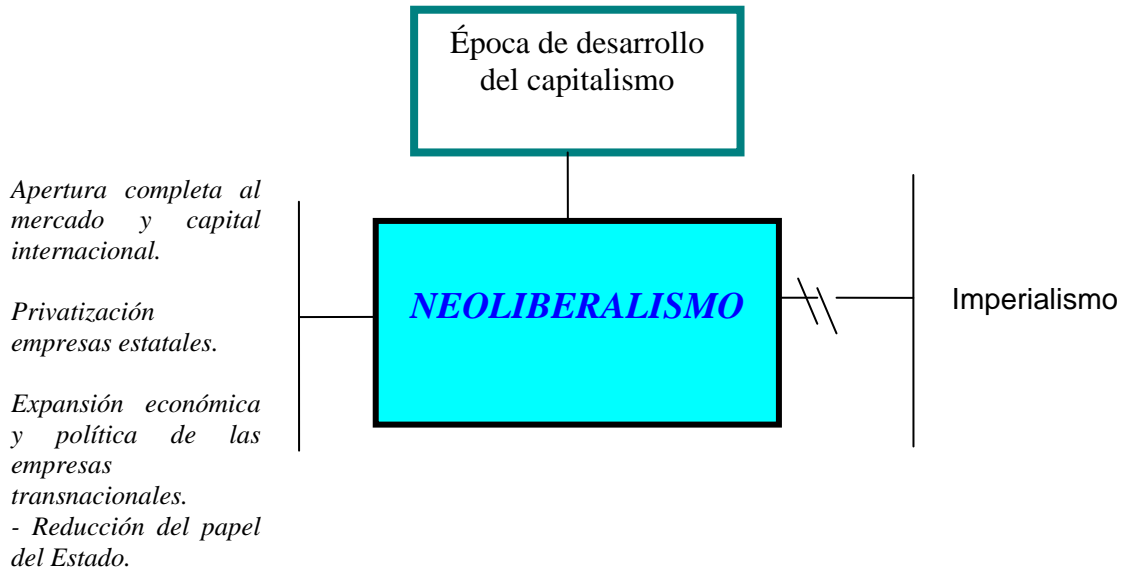 Época de desarrollo
del capitalismo
Apertura completa al
mercado y capital
internacional.
Privatización
empresas estatales.
Expansión económica
y política de las
empresas
transnacionales.
- Reducción del papel
del Estado.
NEOLIBERALISMO
Imperialismo